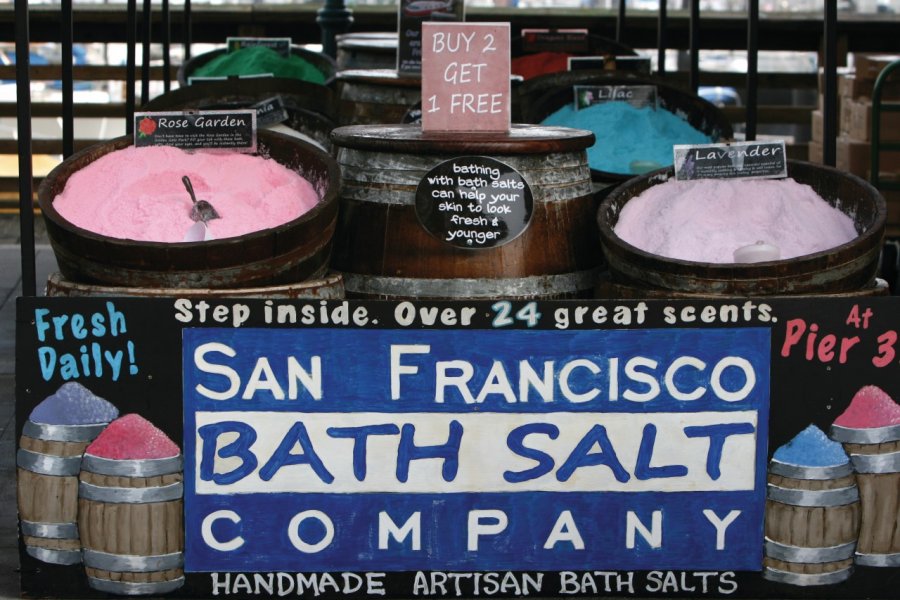 BUY 2
GET
1 FREE
Lilac
Rose Garden
Lavender
bathing
with bath salts
can help your
skin to look
fresh &
younger
Step inside. Over 24 great scents.
Fresh
Daily!
At
Pier 3
SAN FRANCISCO
BATH SALT
COMPANY
HANDMADE ARTISAN BATH SALTS